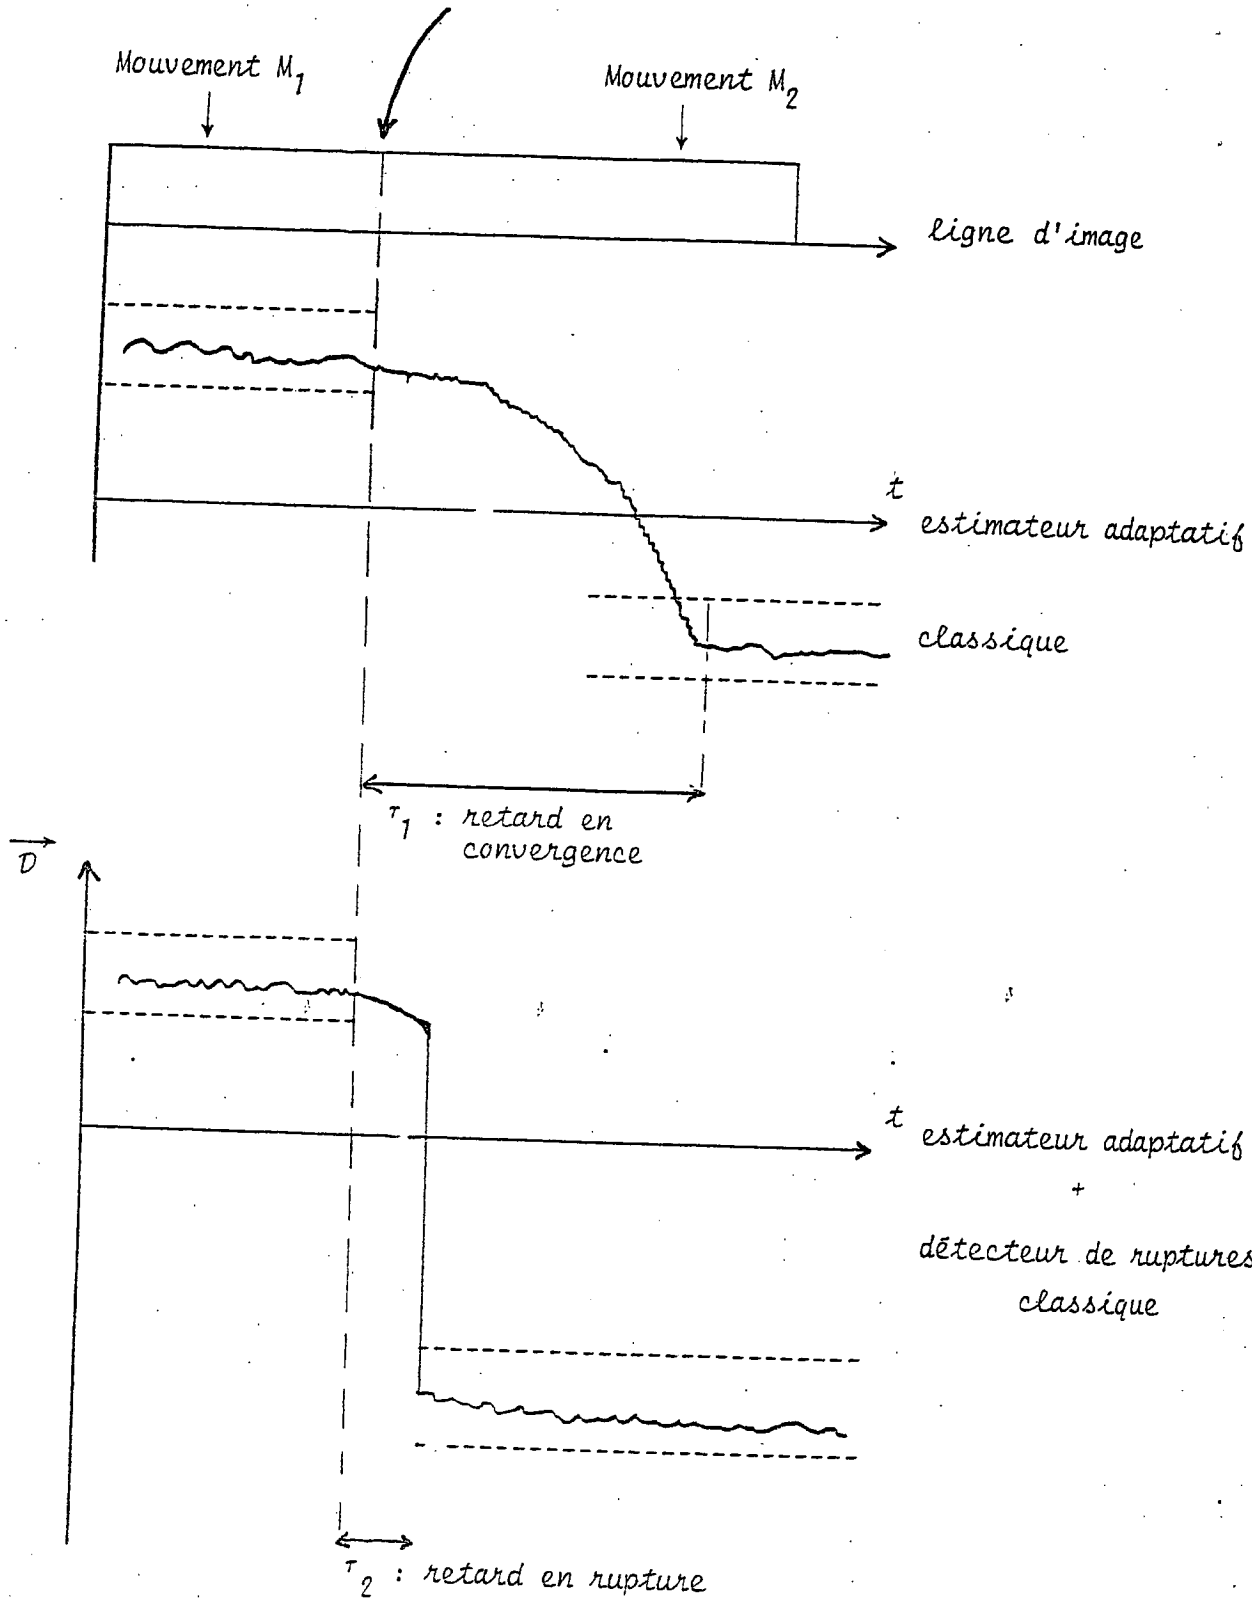 Mouvement M1
Mouvement M2
ligne d'image
t
estimateur adaptatif
classique
τ1 : retard en
convergence
D
t
estimateur adaptatif
+
détecteur de ruptures
classique
τ2 : retard en rupture